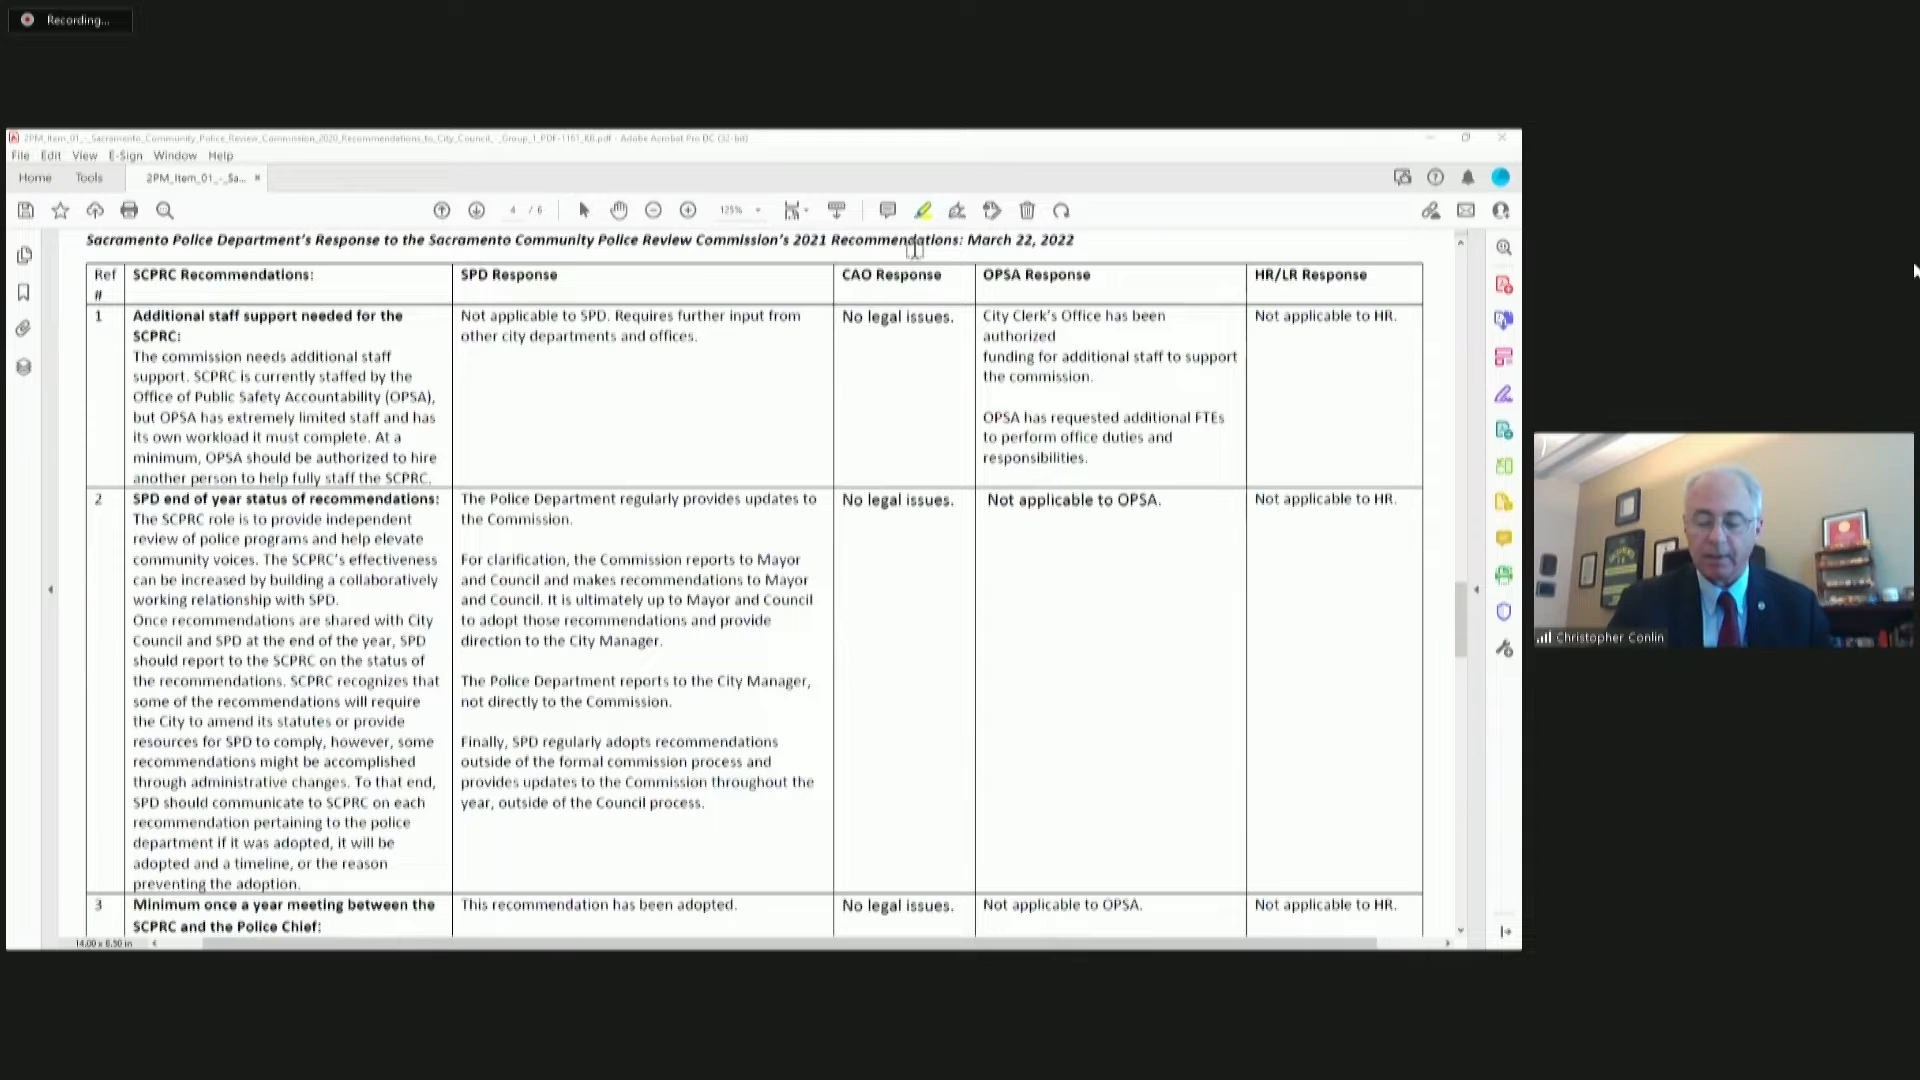 Recording...
2PM_Item_01_-_Sacramento_Community_Police_Review_Commission_2020_Recommendations_to_City_Council_-_Group_1_PDF-1161_KB.pdf - Adobe Acrobat Pro DC (32-bit)
File Edit View E-Sign Window Help
Home Tools 2PM_Item_01_-_Sa... ×
4 / 6 125%
Sacramento Police Department's Response to the Sacramento Community Police Review Commission's 2021 Recommendations: March 22, 2022
Ref
#
SCPRC Recommendations:
SPD Response
CAO Response
OPSA Response
HR/LR Response
1
Additional staff support needed for the
SCPRC:
The commission needs additional staff
support. SCPRC is currently staffed by the
Office of Public Safety Accountability (OPSA),
but OPSA has extremely limited staff and has
its own workload it must complete. At a
minimum, OPSA should be authorized to hire
another person to help fully staff the SCPRC.
Not applicable to SPD. Requires further input from
other city departments and offices.
No legal issues.
City Clerk's Office has been
authorized
funding for additional staff to support
the commission.
OPSA has requested additional FTEs
to perform office duties and
responsibilities.
Not applicable to HR.
2
SPD end of year status of recommendations:
The SCPRC role is to provide independent
review of police programs and help elevate
community voices. The SCPRC's effectiveness
can be increased by building a collaboratively
working relationship with SPD.
Once recommendations are shared with City
Council and SPD at the end of the year, SPD
should report to the SCPRC on the status of
the recommendations. SCPRC recognizes that
some of the recommendations will require
the City to amend its statutes or provide
resources for SPD to comply, however, some
recommendations might be accomplished
through administrative changes. To that end,
SPD should communicate to SCPRC on each
recommendation pertaining to the police
department if it was adopted, it will be
adopted and a timeline, or the reason
preventing the adoption.
The Police Department regularly provides updates to
the Commission.
For clarification, the Commission reports to Mayor
and Council and makes recommendations to Mayor
and Council. It is ultimately up to Mayor and Council
to adopt those recommendations and provide
direction to the City Manager.
The Police Department reports to the City Manager,
not directly to the Commission.
Finally, SPD regularly adopts recommendations
outside of the formal commission process and
provides updates to the Commission throughout the
year, outside of the Council process.
No legal issues.
Not applicable to OPSA.
Not applicable to HR.
3
Minimum once a year meeting between the
SCPRC and the Police Chief:
This recommendation has been adopted.
No legal issues.
Not applicable to OPSA.
Not applicable to HR.
14.00 x 8.50 in
Christopher Conlin